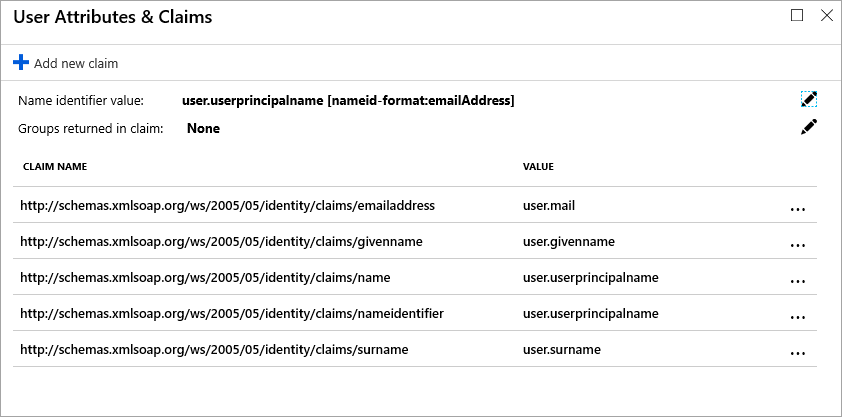 User Attributes & Claims
Add new claim
Name identifier value: user.userprincipalname [nameid-format:emailAddress]
Groups returned in claim: None
CLAIM NAME VALUE
http://schemas.xmlsoap.org/ws/2005/05/identity/claims/emailaddress user.mail ...
http://schemas.xmlsoap.org/ws/2005/05/identity/claims/givenname user.givenname ...
http://schemas.xmlsoap.org/ws/2005/05/identity/claims/name user.userprincipalname ...
http://schemas.xmlsoap.org/ws/2005/05/identity/claims/nameidentifier user.userprincipalname ...
http://schemas.xmlsoap.org/ws/2005/05/identity/claims/surname user.surname ...